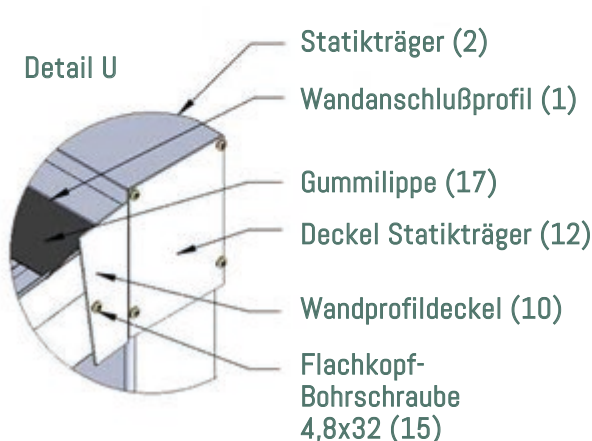 Detail U
Statikträger (2)
Wandanschlußprofil (1)
Gummilippe (17)
Deckel Statikträger (12)
Wandprofildeckel (10)
Flachkopf-
Bohrschraube
4,8x32 (15)